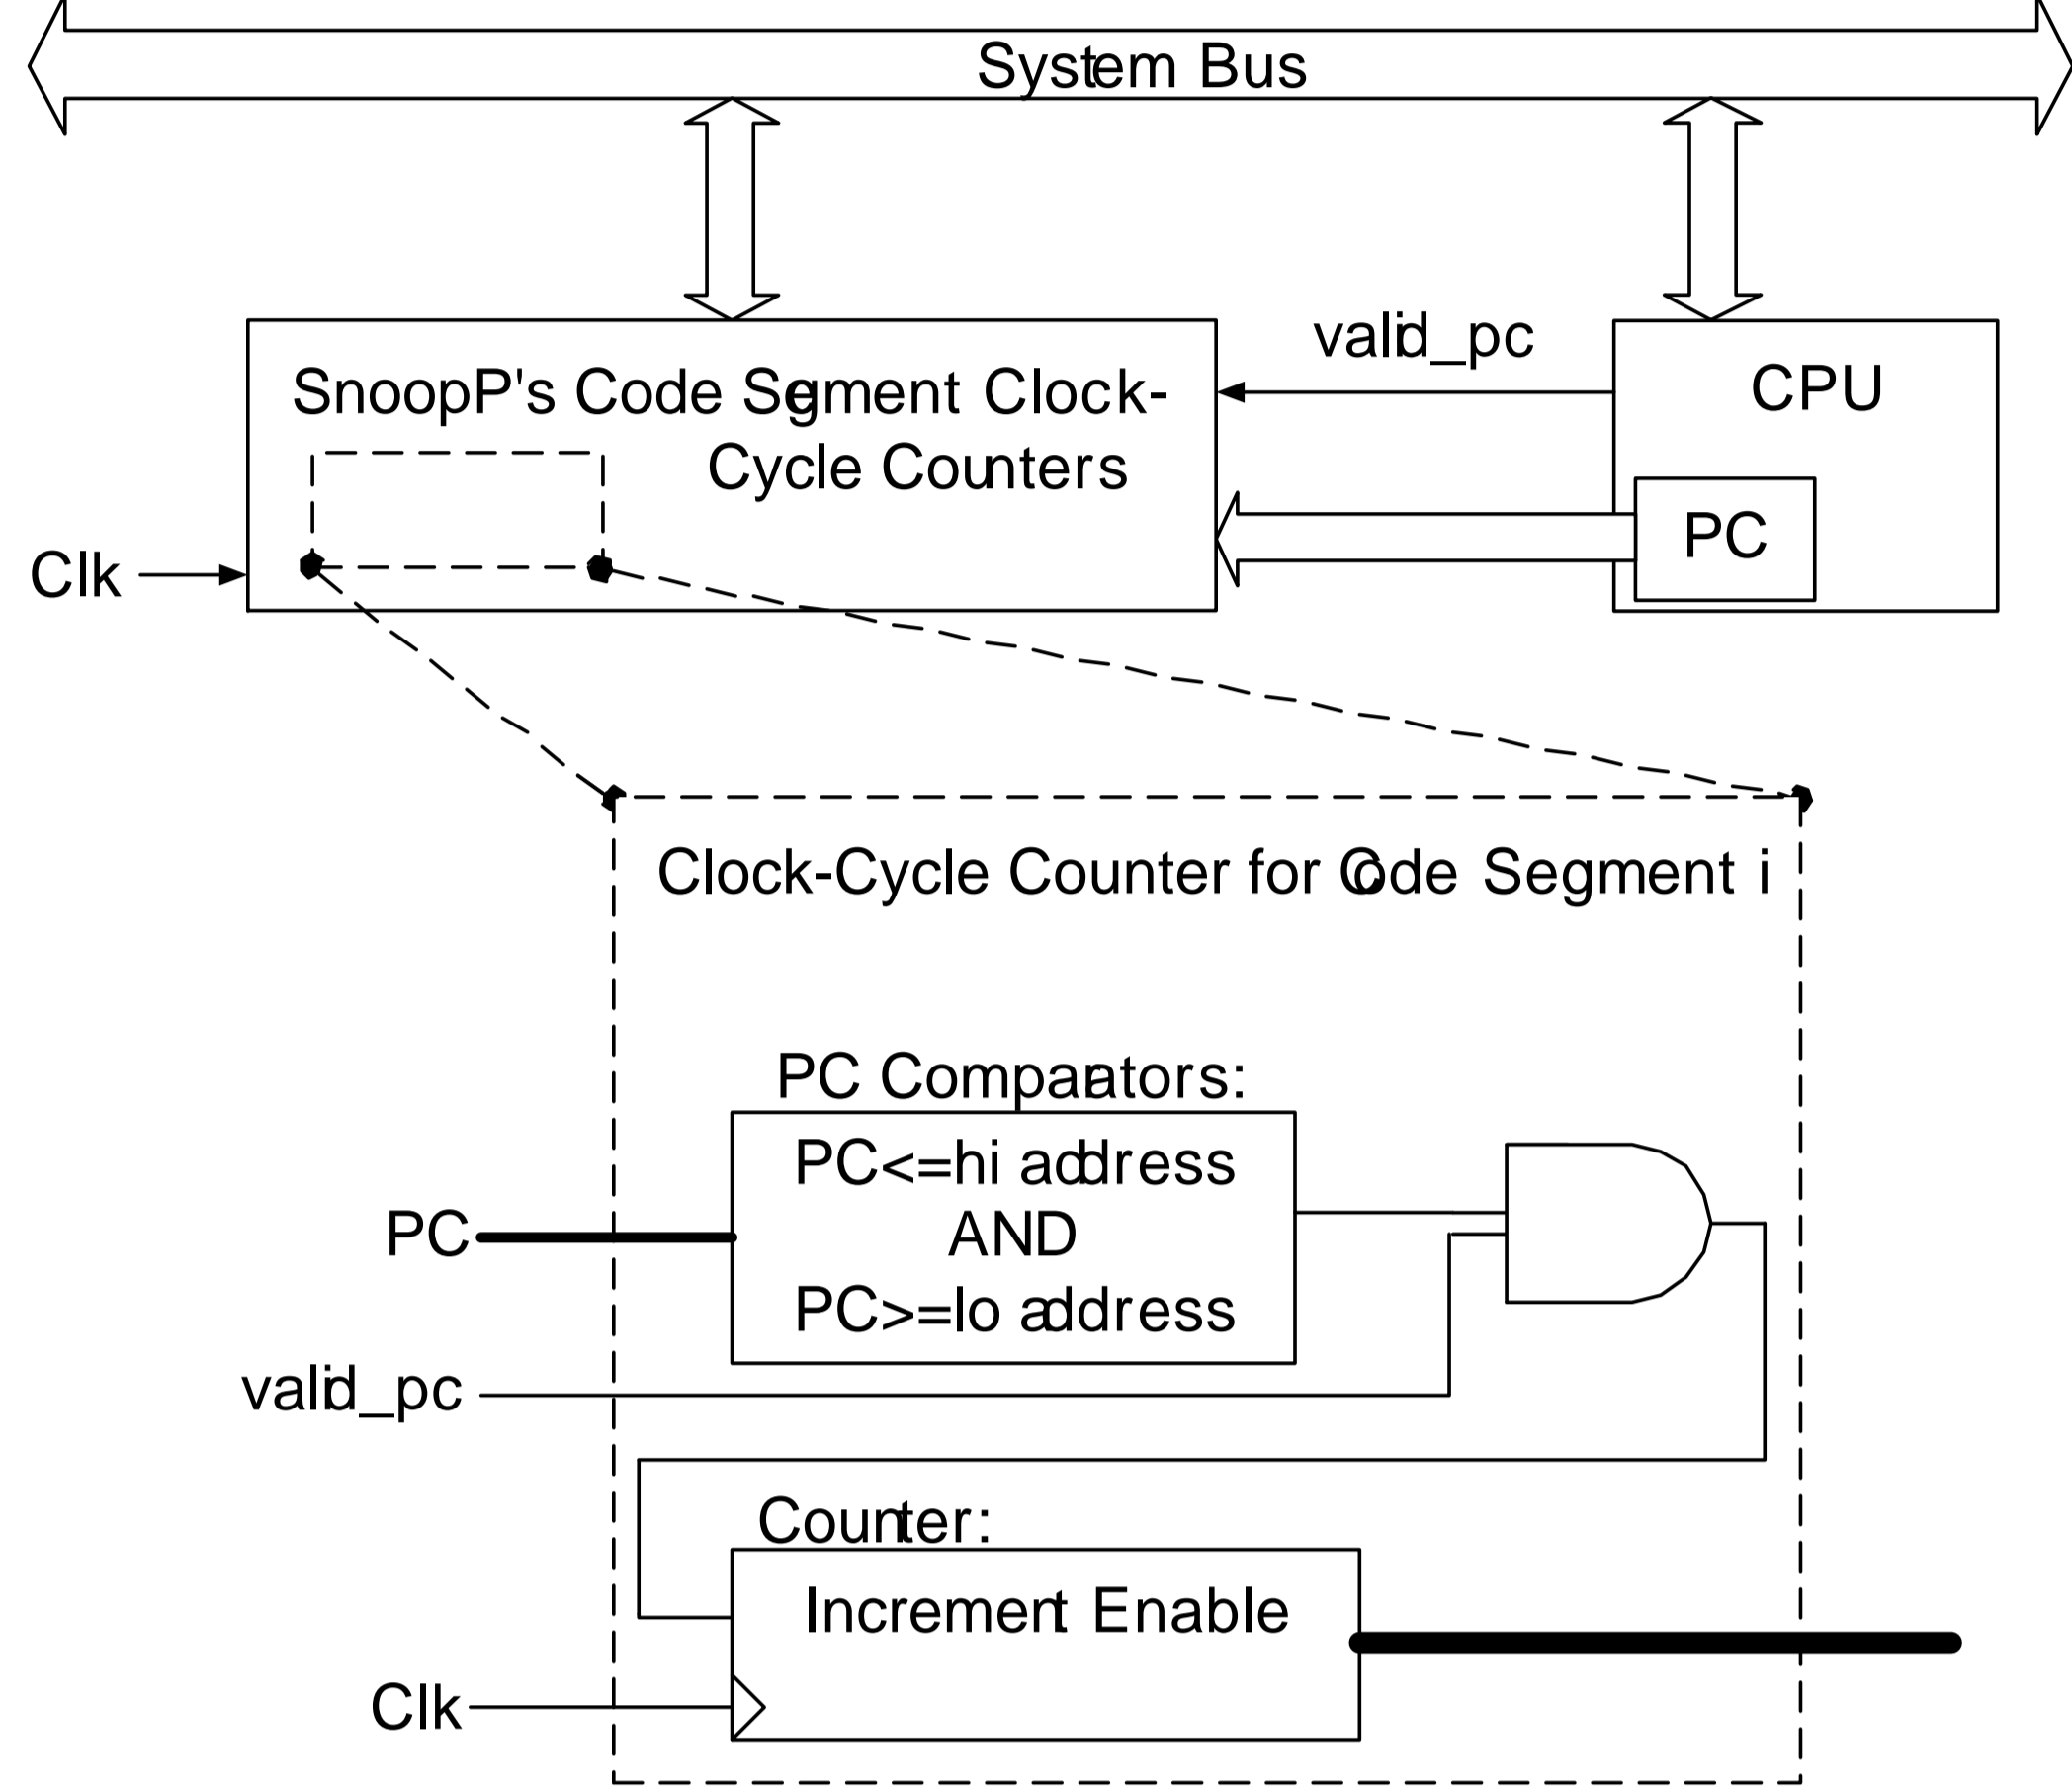 System Bus
valid_pc
SnoopP's Code Segment Clock-
Cycle Counters
CPU
PC
Clk
Clock-Cycle Counter for Code Segment i
PC Comparators:
PC<=hi address
AND
PC>=lo address
PC
valid_pc
Counter:
Increment Enable
Clk